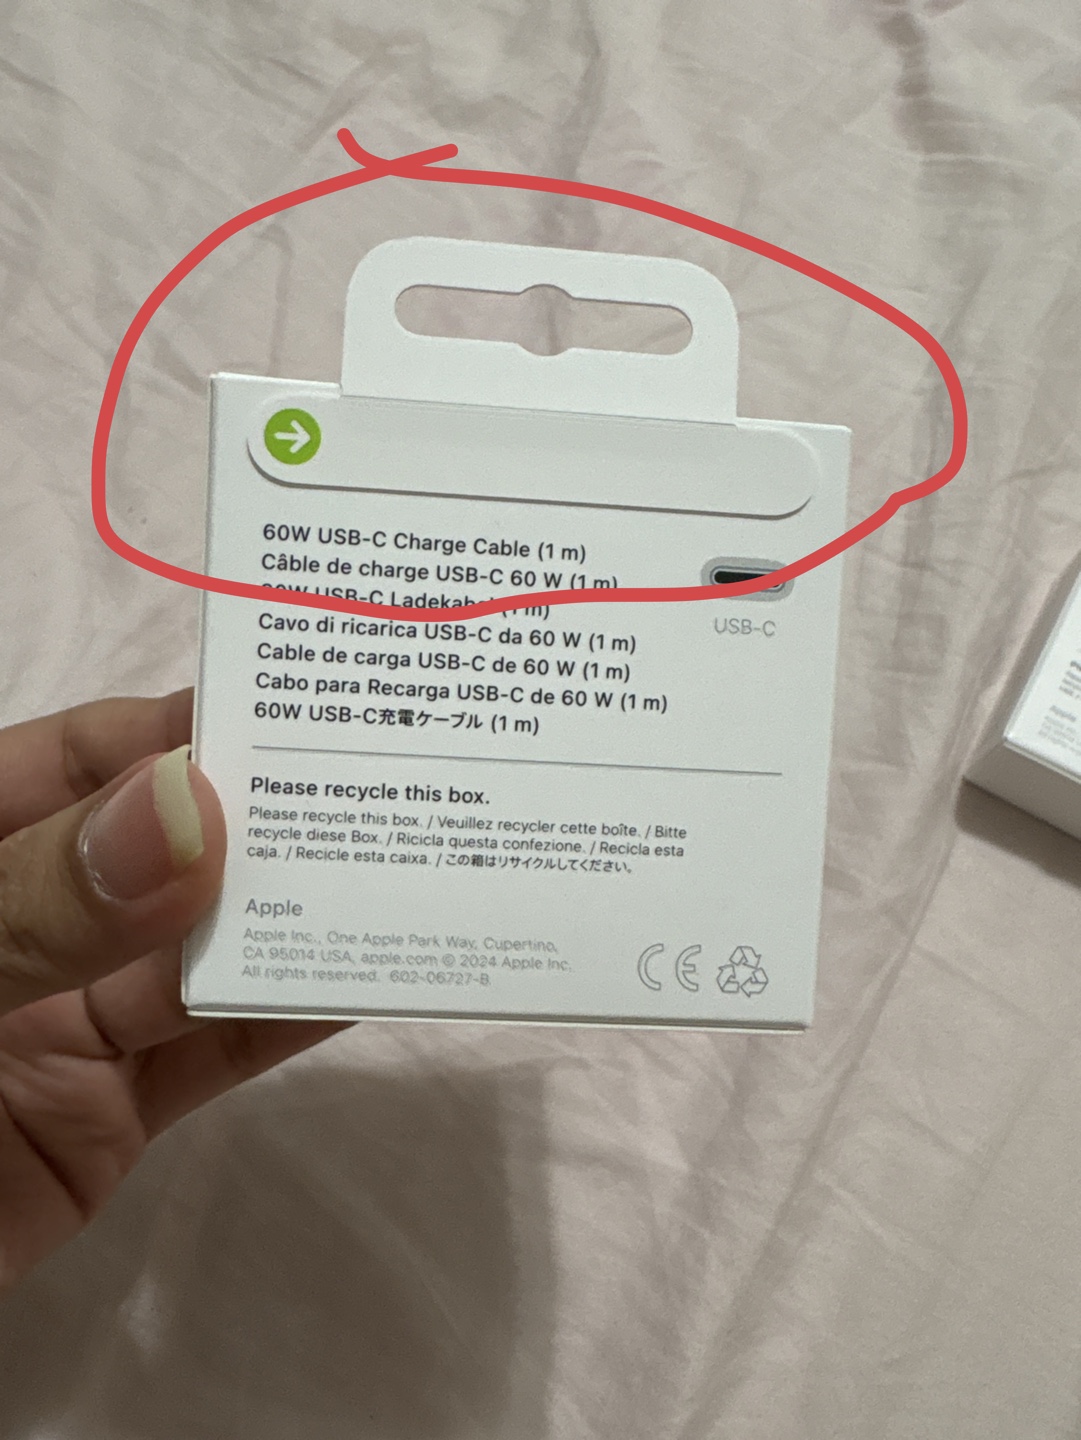 60W USB-C Charge Cable (1 m)
Câble de charge USB-C 60 W (1 m)
60W USB-C Ladekabel (1 m)
Cavo di ricarica USB-C da 60 W (1 m)
Cable de carga USB-C de 60 W (1 m)
Cabo para Recarga USB-C de 60 W (1 m)
60W USB-C充電ケーブル (1 m)
USB-C
Please recycle this box.
Please recycle this box. / Veuillez recycler cette boîte. / Bitte
recycle diese Box. / Ricicla questa confezione. / Recicla esta
caja. / Recicle esta caixa. / この箱はリサイクルしてください。
Apple
Apple Inc., One Apple Park Way, Cupertino,
CA 95014 USA, apple.com © 2024 Apple Inc.
All rights reserved. 602-06727-B
CE